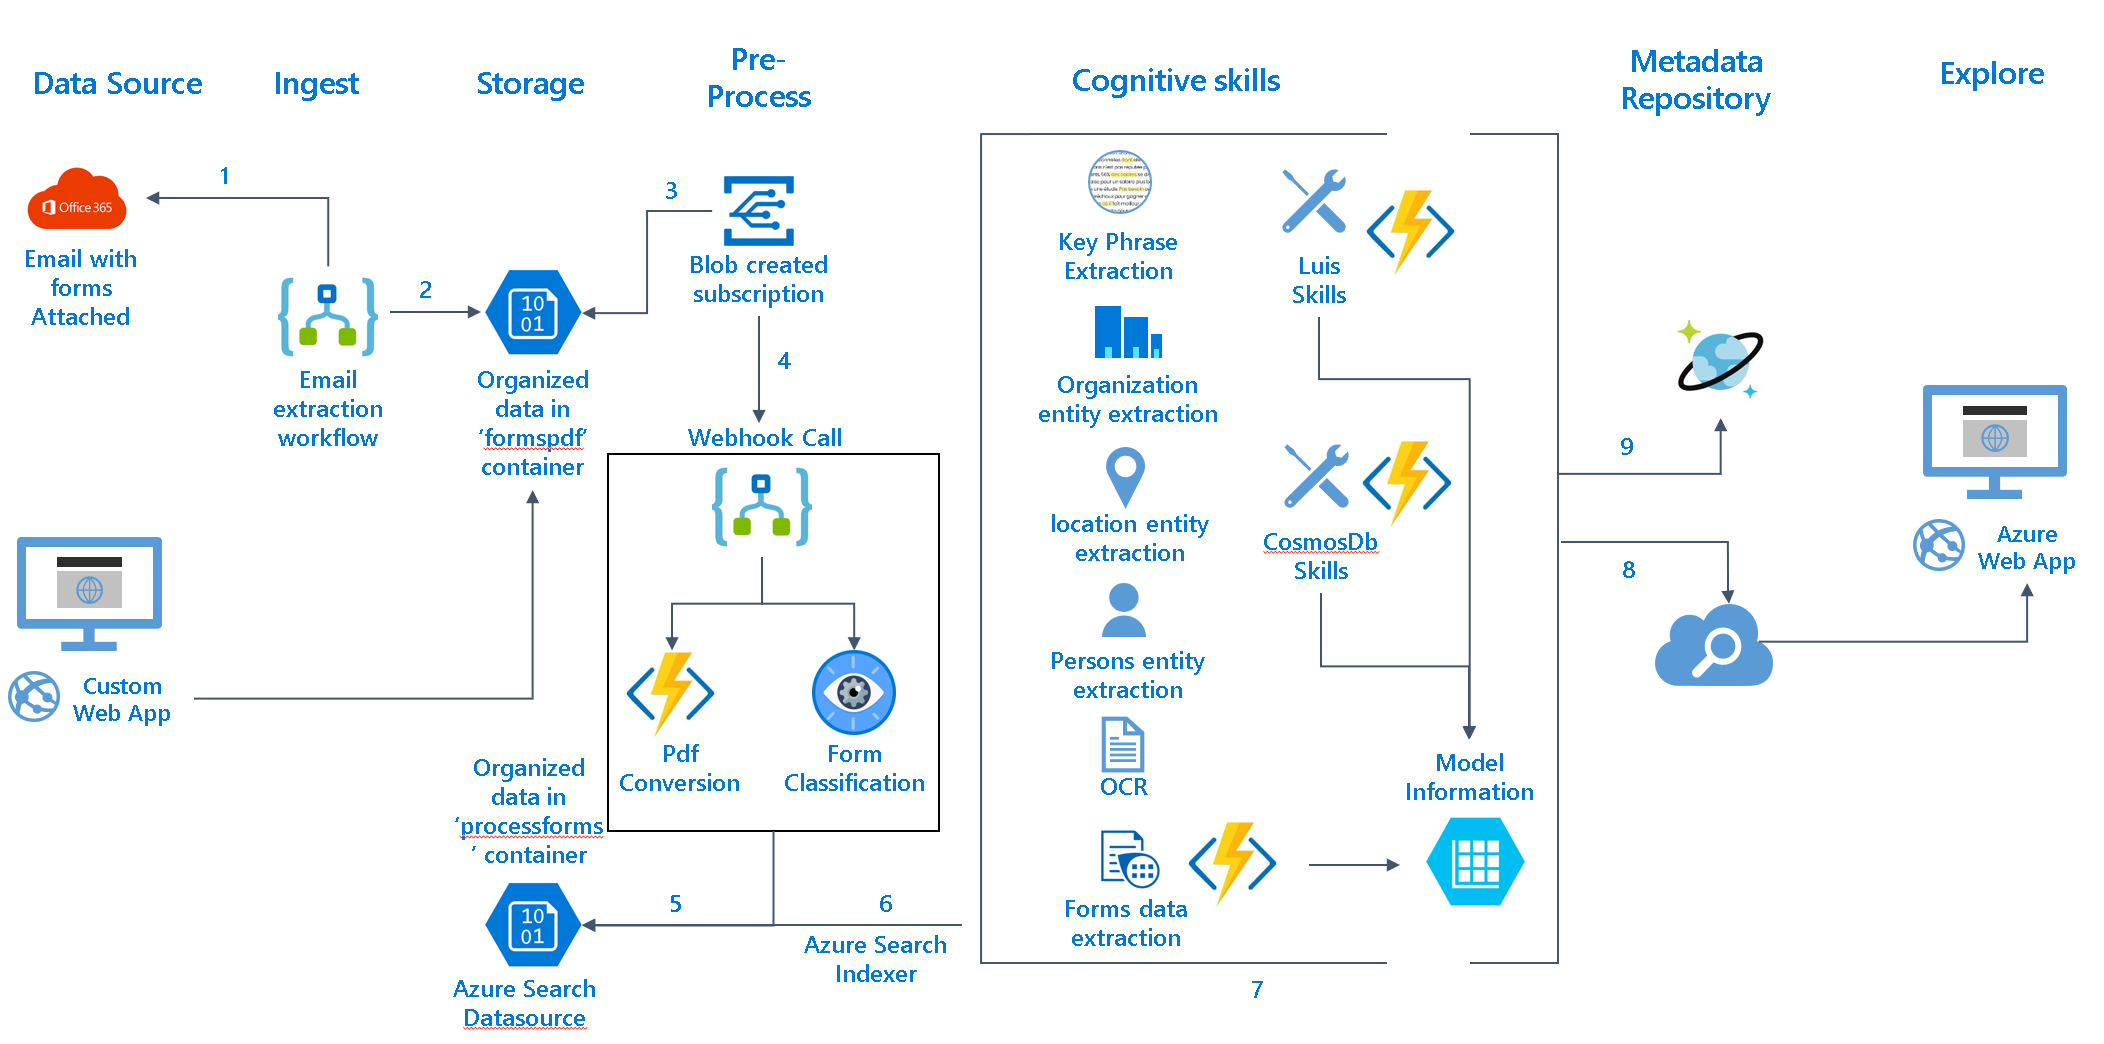 Data Source
Ingest
Storage
Pre-
Process
Cognitive skills
Metadata
Repository
Explore
1
Office 365
Email with
forms
Attached
2
Email
extraction
workflow
10
01
Organized
data in
‘formspdf’
container
3
Blob created
subscription
4
Webhook Call
Custom
Web App
Pdf
Conversion
Form
Classification
Organized
data in
‘processforms
’ container
10
01
Azure Search
Datasource
5
6
Azure Search
Indexer
Key Phrase
Extraction
Organization
entity extraction
location entity
extraction
Persons entity
extraction
OCR
Forms data
extraction
Luis
Skills
CosmosDb
Skills
Model
Information
7
9
8
Azure
Web App